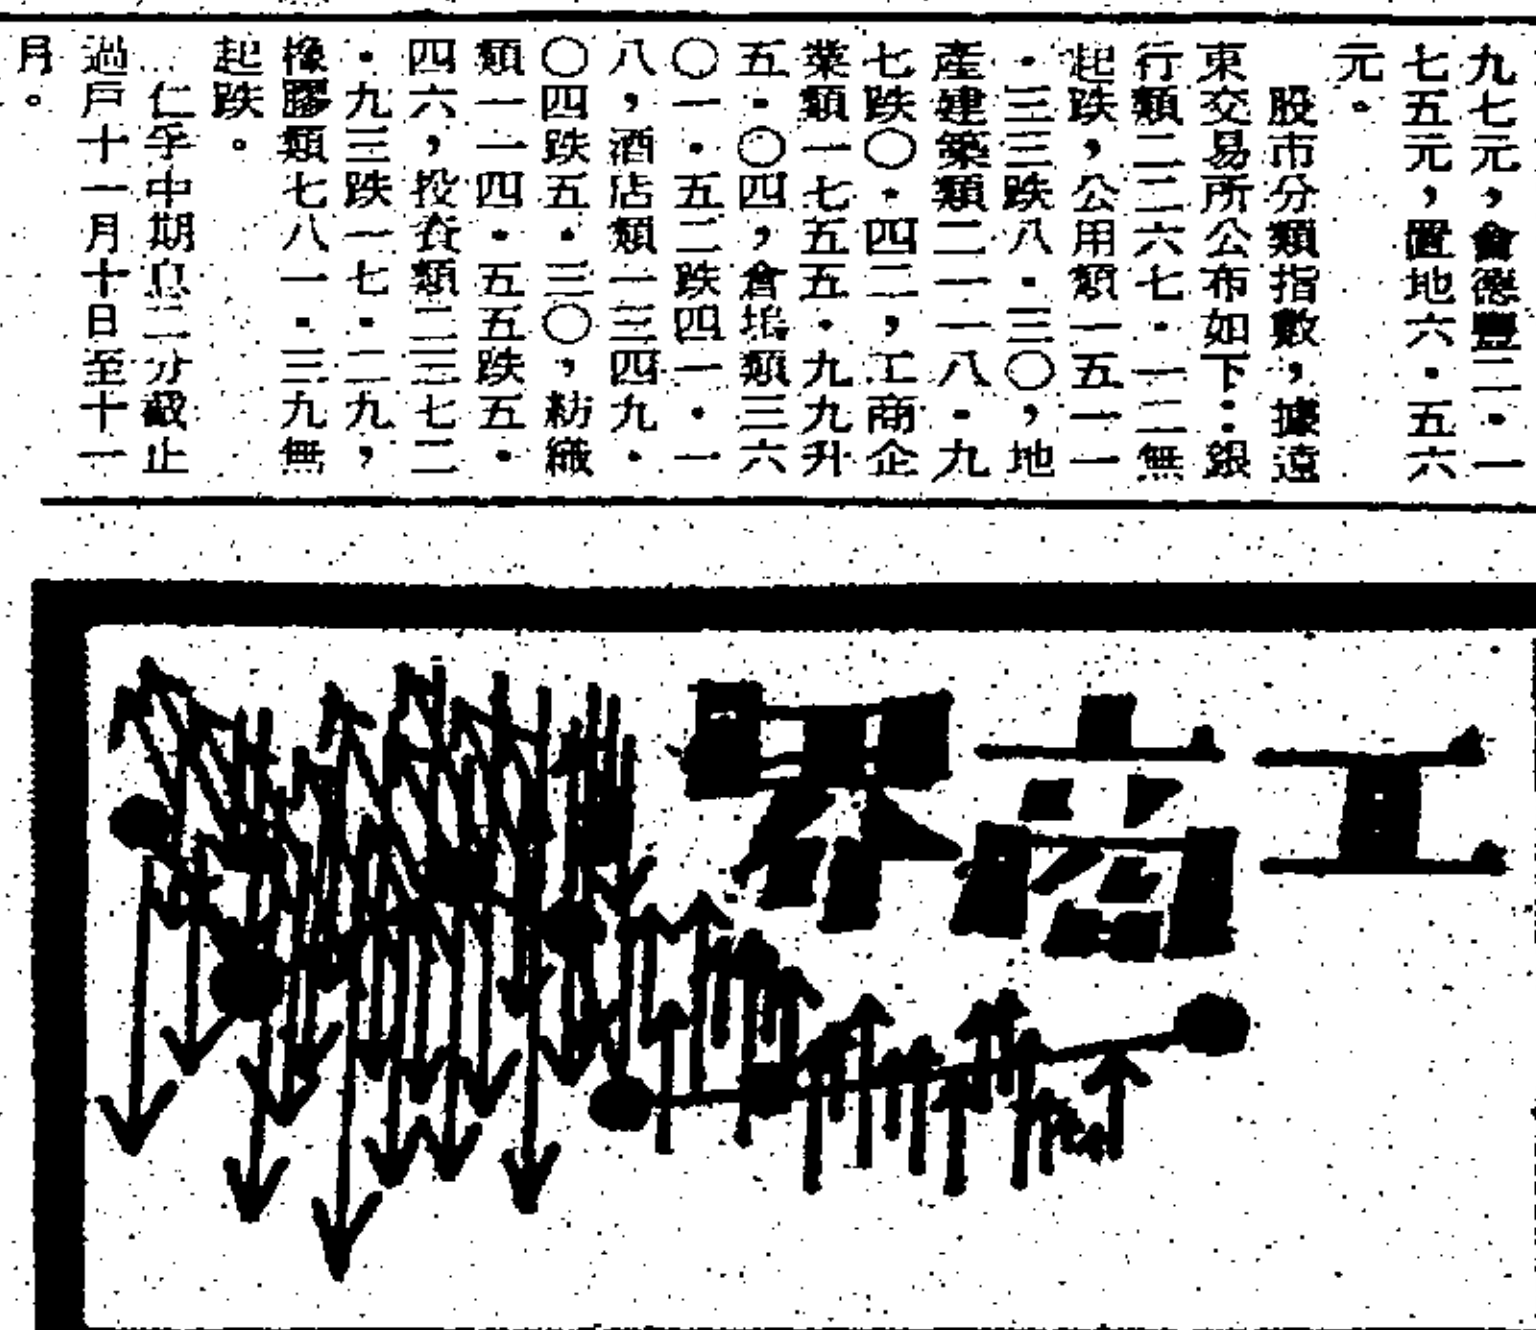 九七元，會德豐二．一
七五元，置地六．五六
元。
股市分類指數，據遠
東交易所公布如下：銀
行類二二六七．一二無
起跌，公用類一五一一
．三三跌八．三〇，地
產建築類二一一八．九
七跌〇．四二，工商企
業類一七五五．九九升
五．〇四，倉塢類三六
〇一．五二跌四一．一
八，酒店類一三四九．
〇四跌五．三〇，紡織
類一一四．五五跌五．
四六，投資類二三七二
．九三跌一七．二九，
橡膠類七八一．三九無
起跌。
仁孚中期息二分截止
過戶十一月十日至十一
月。
工商界